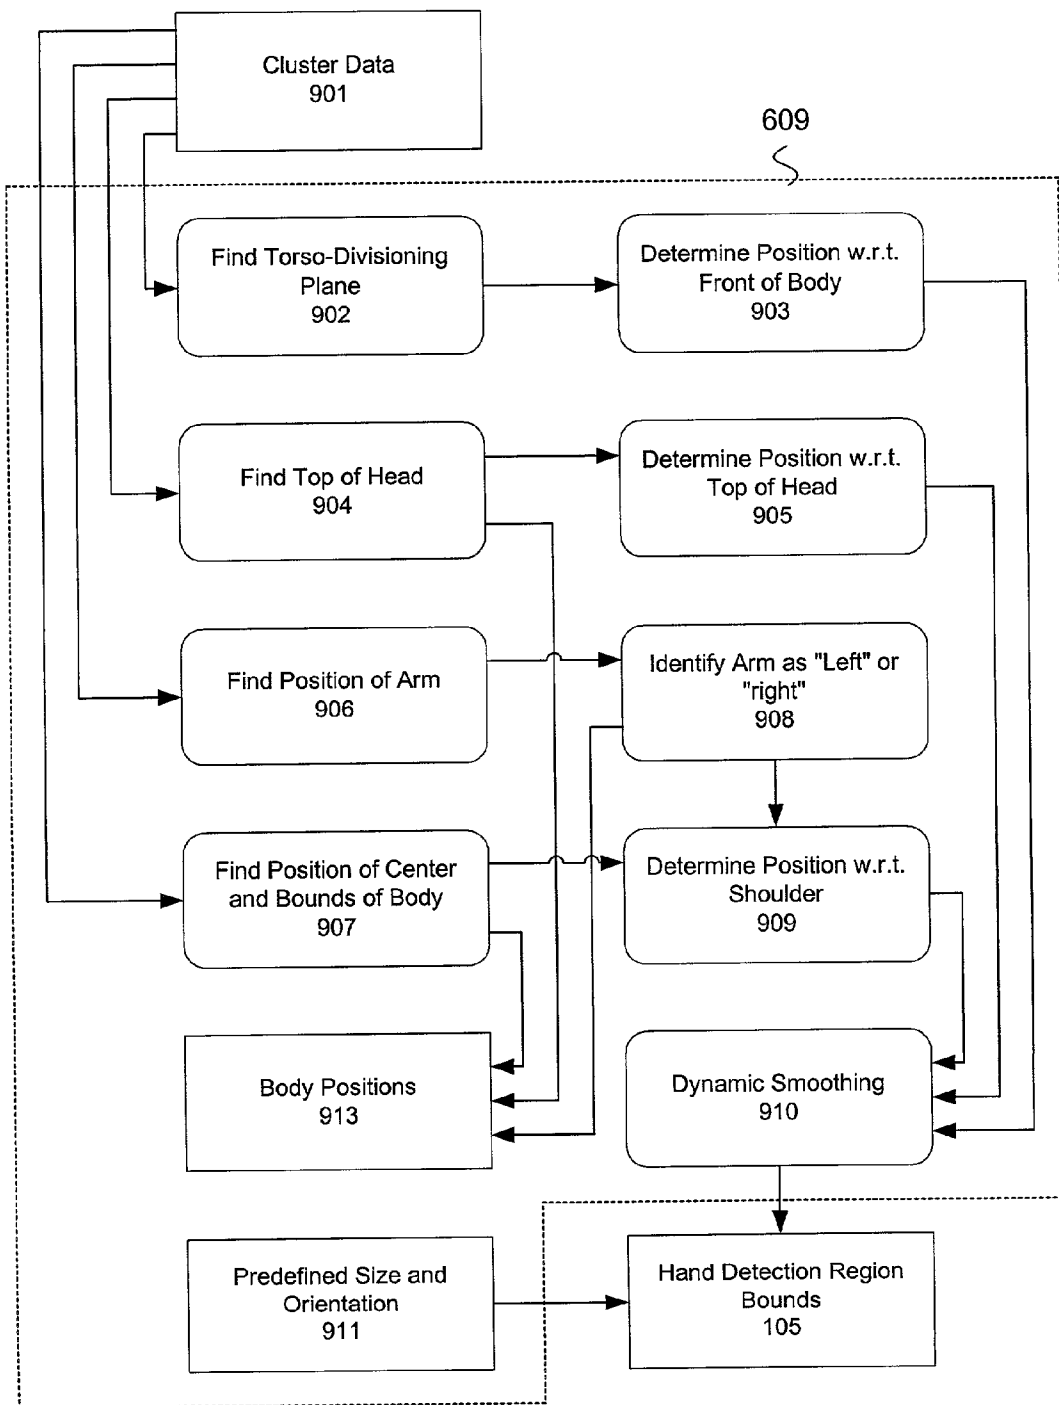 Cluster Data
901
609
Find Torso-Divisioning
Plane
902
Determine Position w.r.t.
Front of Body
903
Find Top of Head
904
Determine Position w.r.t.
Top of Head
905
Find Position of Arm
906
Identify Arm as "Left" or
"right"
908
Find Position of Center
and Bounds of Body
907
Determine Position w.r.t.
Shoulder
909
Body Positions
913
Dynamic Smoothing
910
Predefined Size and
Orientation
911
Hand Detection Region
Bounds
105